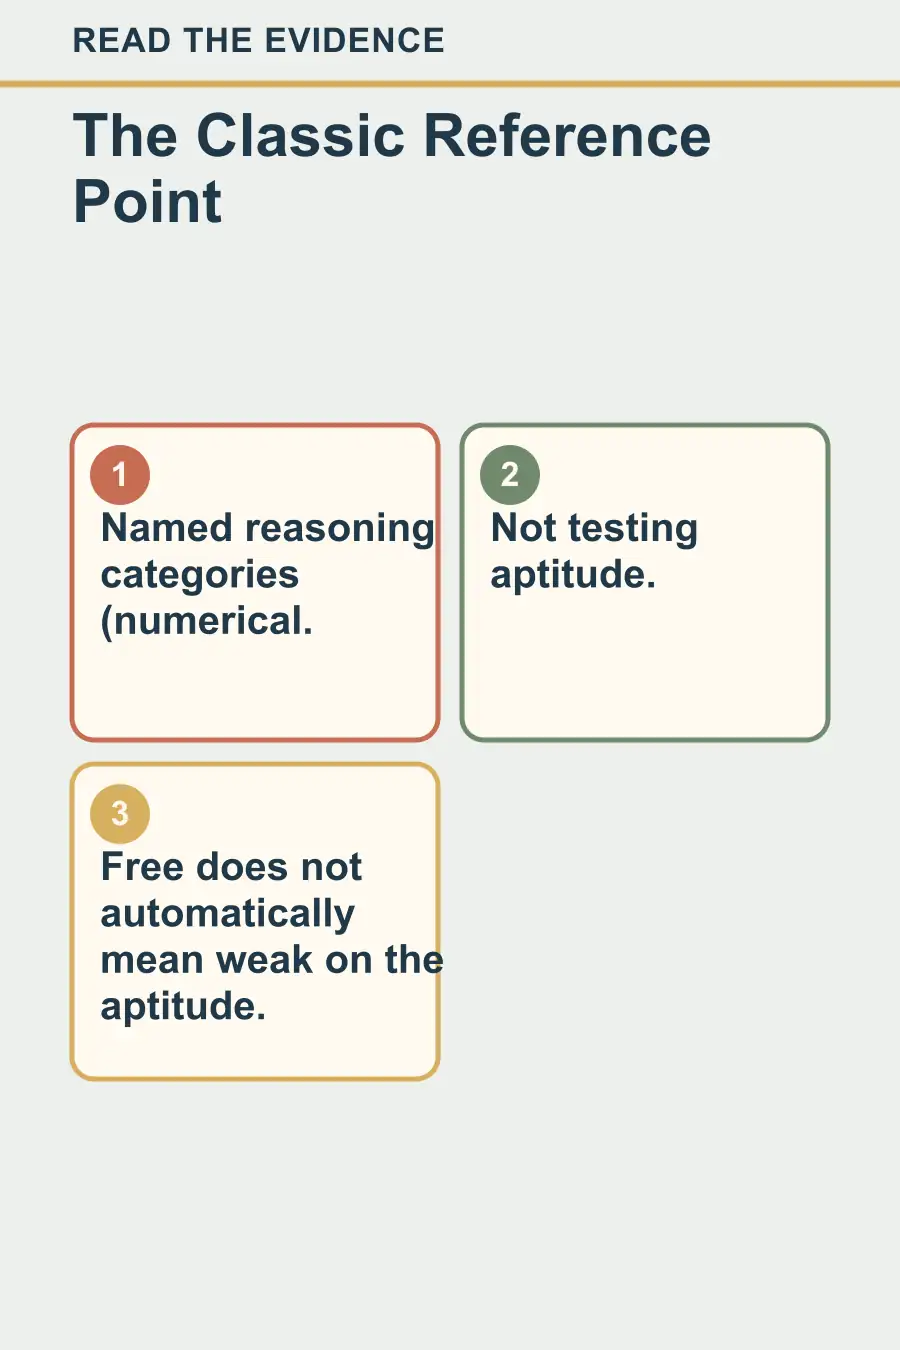 READ THE EVIDENCE
The Classic Reference
Point
1
Named reasoning
categories
(numerical.
2
Not testing
aptitude.
3
Free does not
automatically
mean weak on the
aptitude.